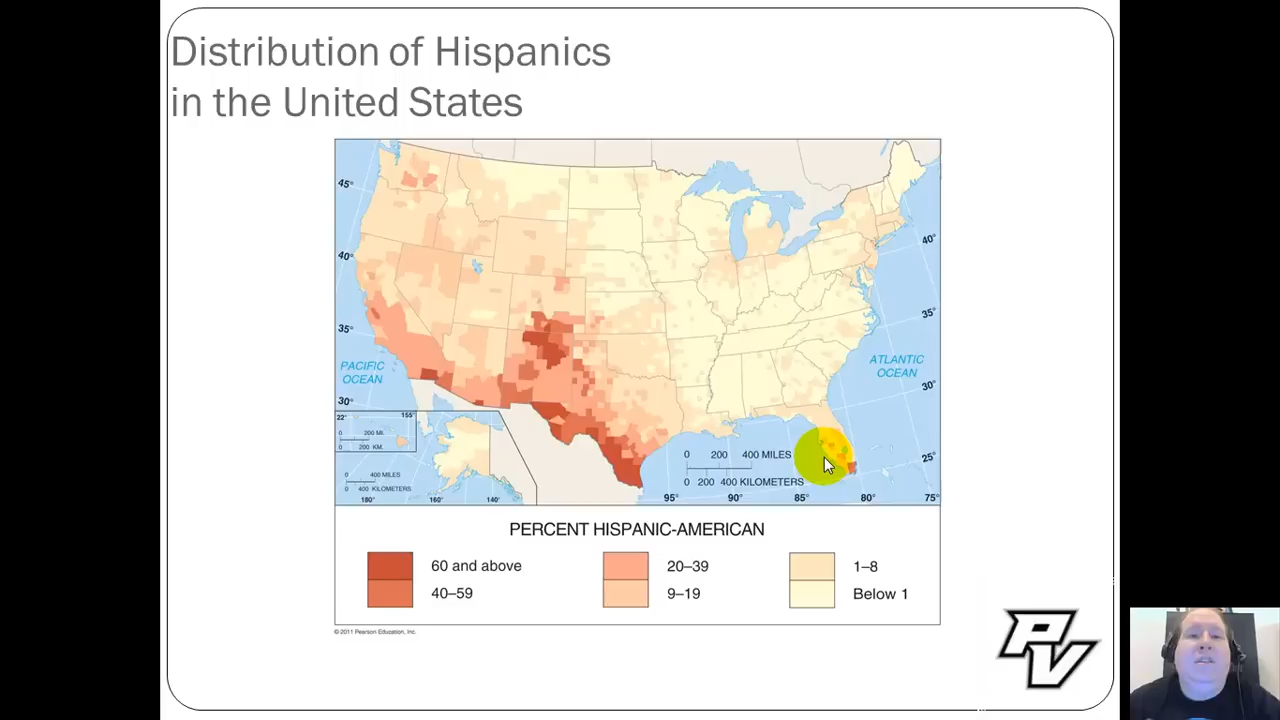 Distribution of Hispanics
in the United States
45°
40°
35°
30°
PACIFIC
OCEAN
ATLANTIC
OCEAN
40°
35°
30°
25°
22°
155°
0 200 MI.
0 200 KM.
0 400 MILES
0 400 KILOMETERS
180° 160° 140°
0 200 400 MILES
0 200 400 KILOMETERS
95° 90° 85° 80° 75°
PERCENT HISPANIC-AMERICAN
60 and above
40–59
20–39
9–19
1–8
Below 1
© 2011 Pearson Education, Inc.
PV